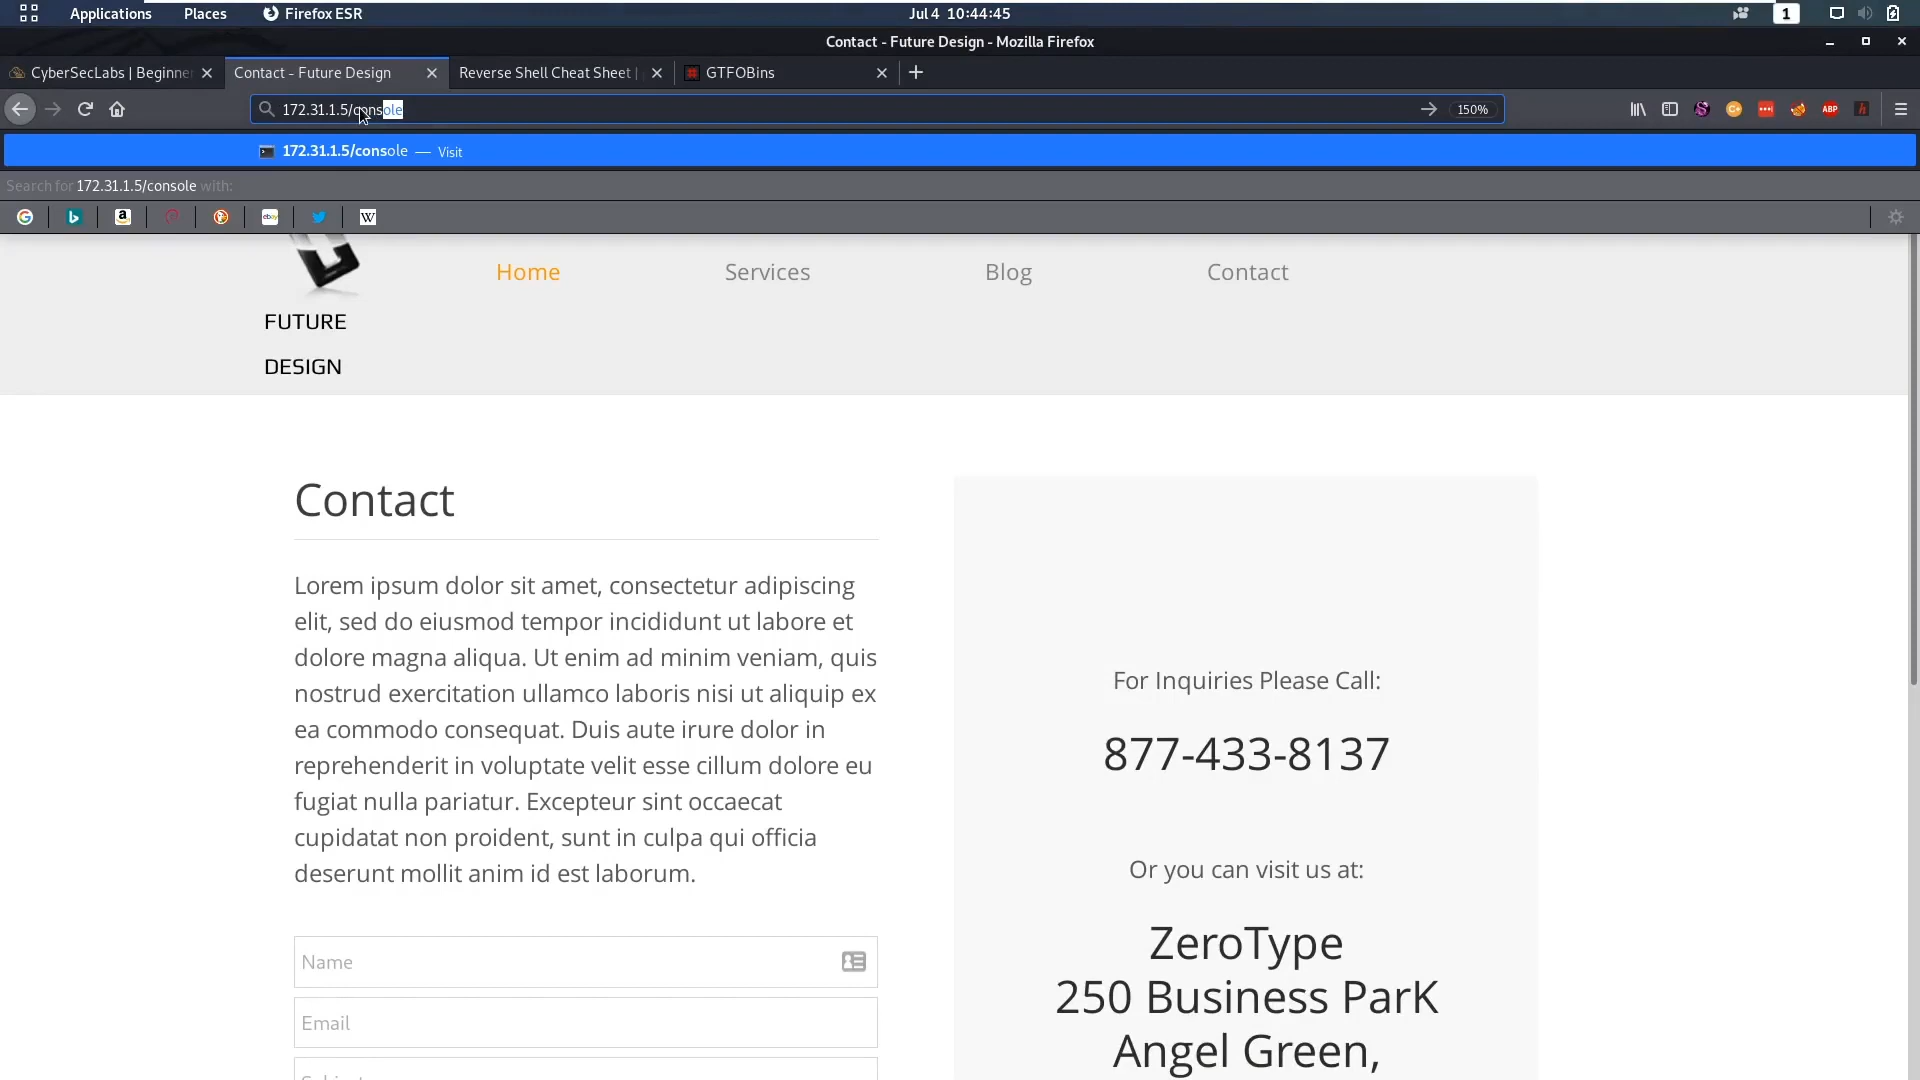 Applications Places Firefox ESR Jul 4 10:44:45 1
Contact - Future Design - Mozilla Firefox
CyberSecLabs | Beginner Contact - Future Design Reverse Shell Cheat Sheet | GTFOBins
172.31.1.5/console 150% ABP
172.31.1.5/console — Visit
Search for 172.31.1.5/console with:
Home Services Blog Contact
FUTURE
DESIGN
Contact
Lorem ipsum dolor sit amet, consectetur adipiscing
elit, sed do eiusmod tempor incididunt ut labore et
dolore magna aliqua. Ut enim ad minim veniam, quis
nostrud exercitation ullamco laboris nisi ut aliquip ex
ea commodo consequat. Duis aute irure dolor in
reprehenderit in voluptate velit esse cillum dolore eu
fugiat nulla pariatur. Excepteur sint occaecat
cupidatat non proident, sunt in culpa qui officia
deserunt mollit anim id est laborum.
Name
Email
For Inquiries Please Call:
877-433-8137
Or you can visit us at:
ZeroType
250 Business ParK
Angel Green,